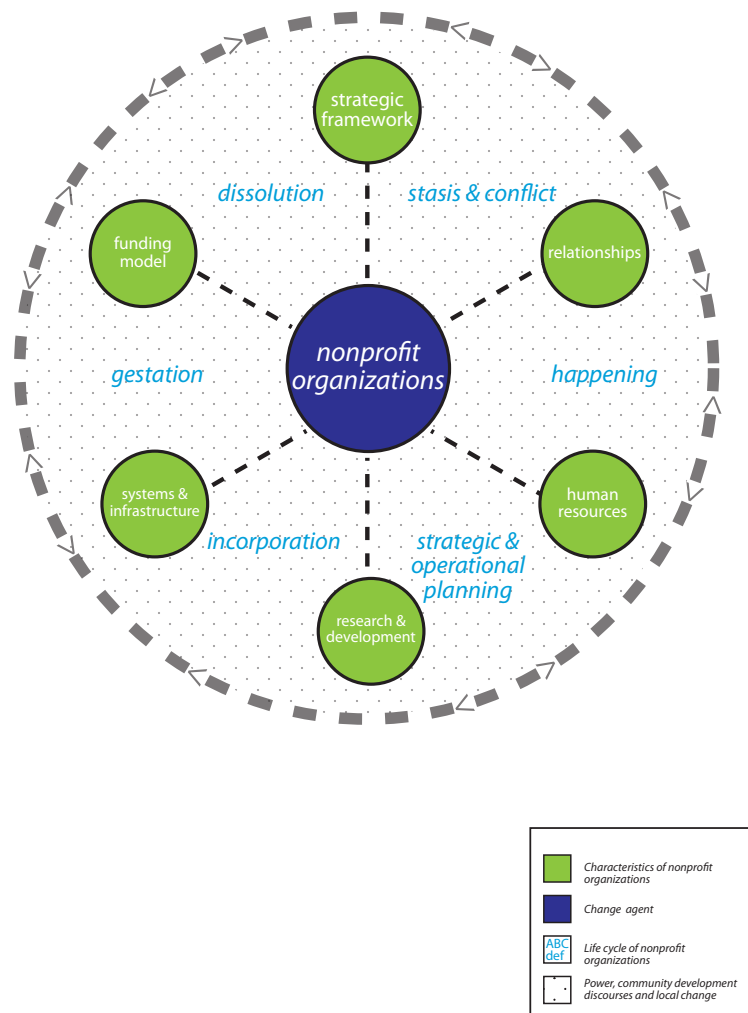 strategic
framework
dissolution
stasis & conflict
funding
model
relationships
nonprofit
organizations
gestation
happening
systems &
infrastructure
human
resources
incorporation
strategic &
operational
planning
research &
development
Characteristics of nonprofit
organizations
Change agent
ABC
def
Life cycle of nonprofit
organizations
Power, community development
discourses and local change